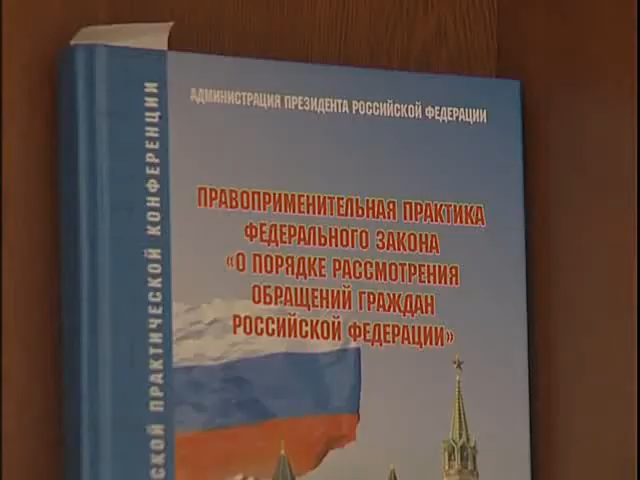 АДМИНИСТРАЦИЯ ПРЕЗИДЕНТА РОССИЙСКОЙ ФЕДЕРАЦИИ
ПРАВОПРИМЕНИТЕЛЬНАЯ ПРАКТИКА
ФЕДЕРАЛЬНОГО ЗАКОНА
«О ПОРЯДКЕ РАССМОТРЕНИЯ
ОБРАЩЕНИЙ ГРАЖДАН
РОССИЙСКОЙ ФЕДЕРАЦИИ»
ПРАКТИЧЕСКОЙ КОНФЕРЕНЦИИ